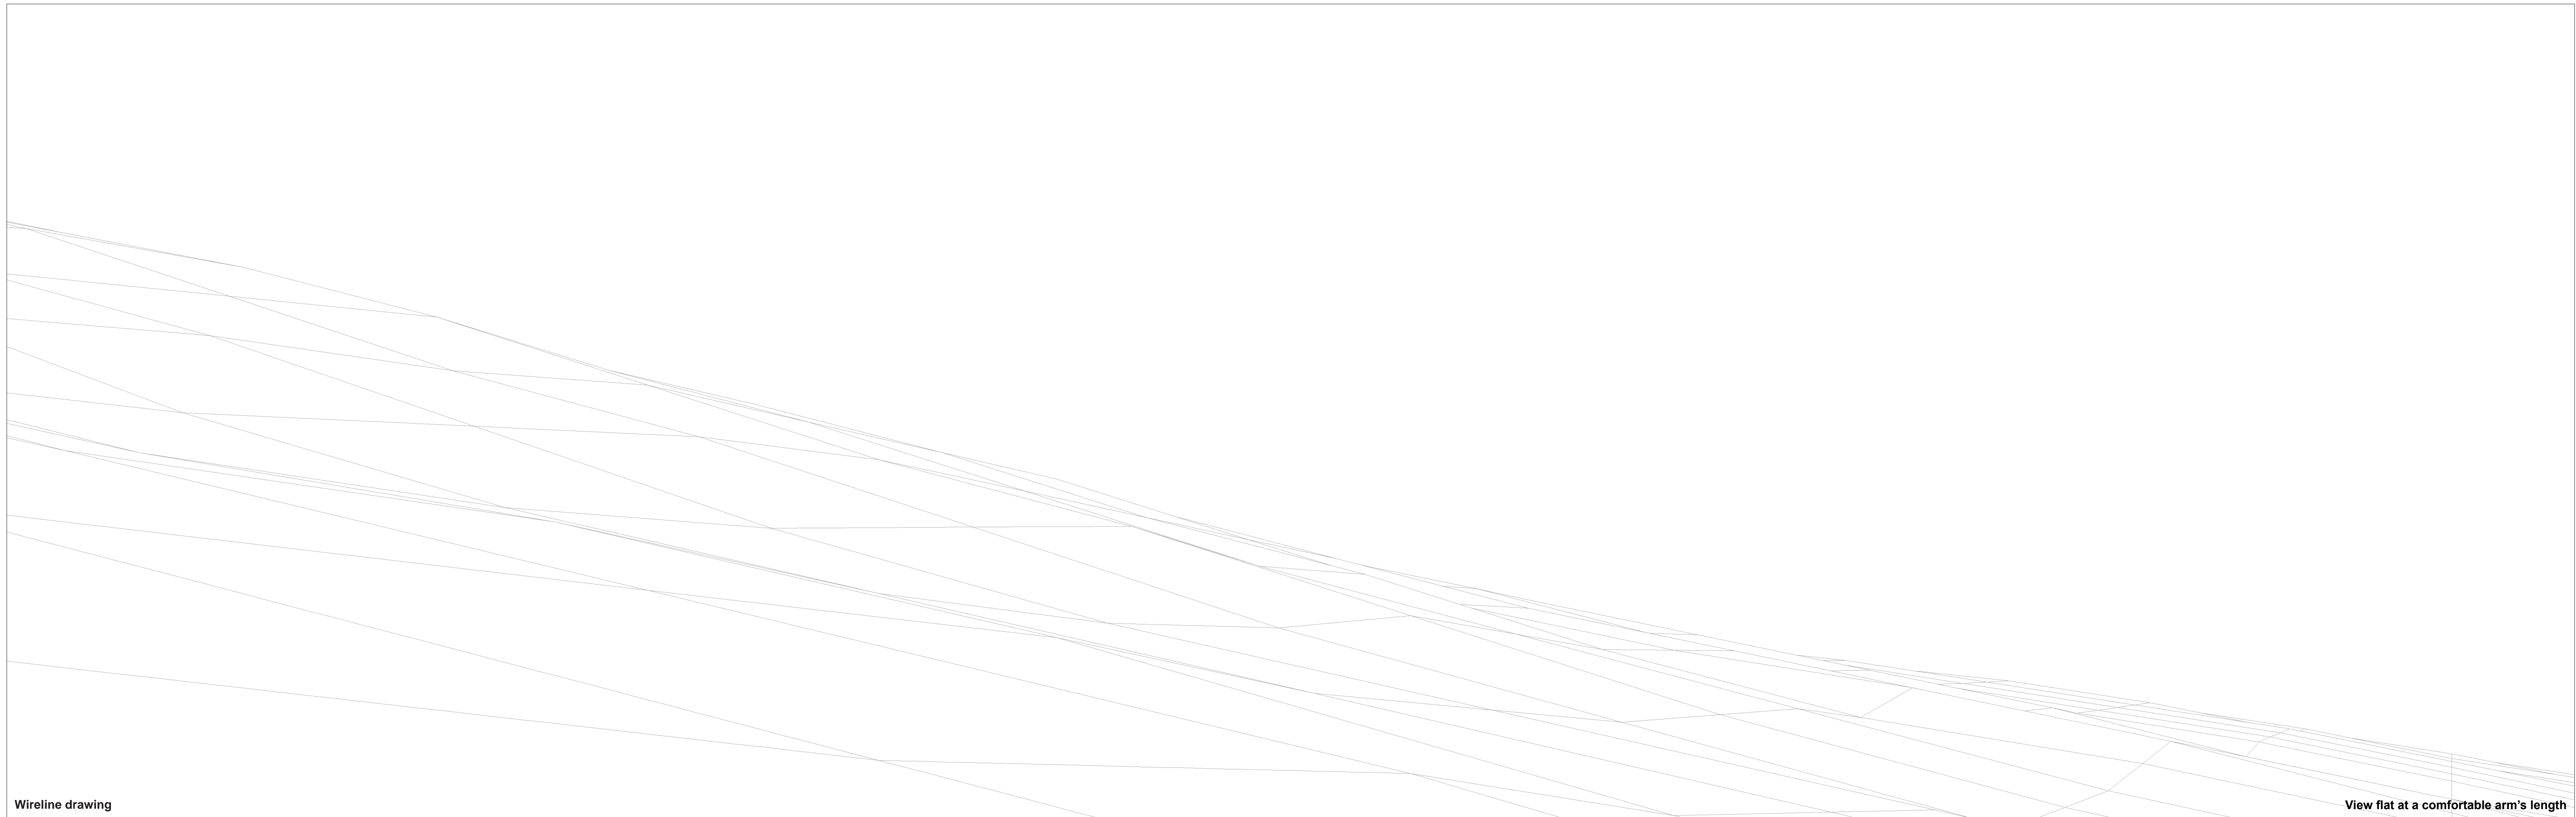 Wireline drawing
View flat at a comfortable arm's length